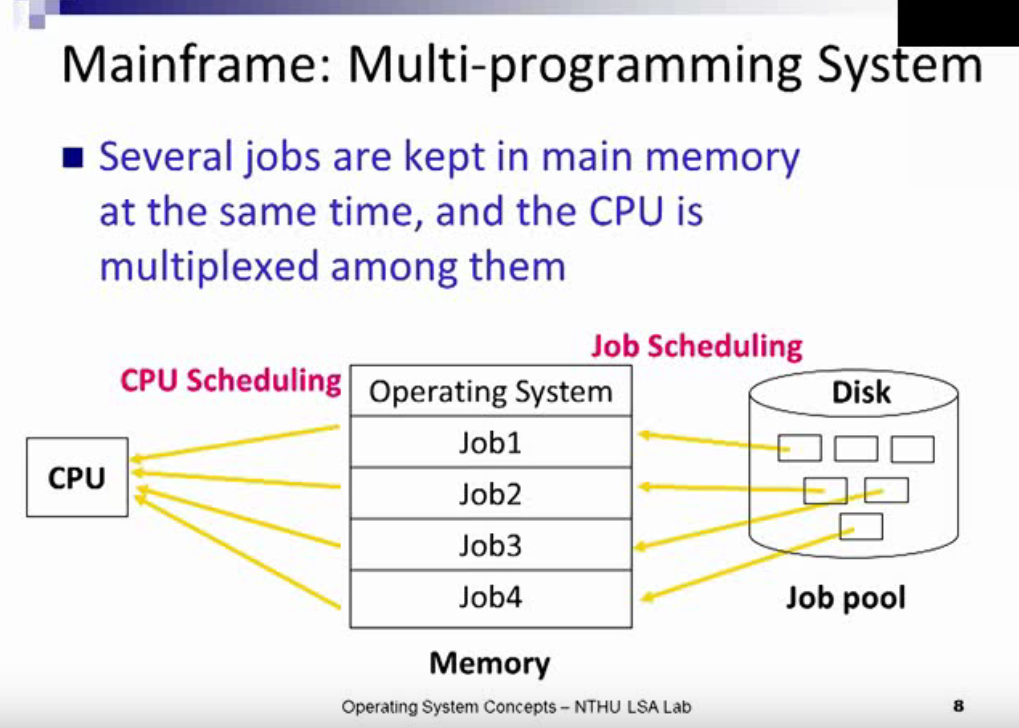 Mainframe: Multi-programming System
Several jobs are kept in main memory
at the same time, and the CPU is
multiplexed among them
Job Scheduling
CPU Scheduling
Operating System
Disk
Job1
CPU
Job2
Job3
Job4
Job pool
Memory
Operating System Concepts – NTHU LSA Lab
8